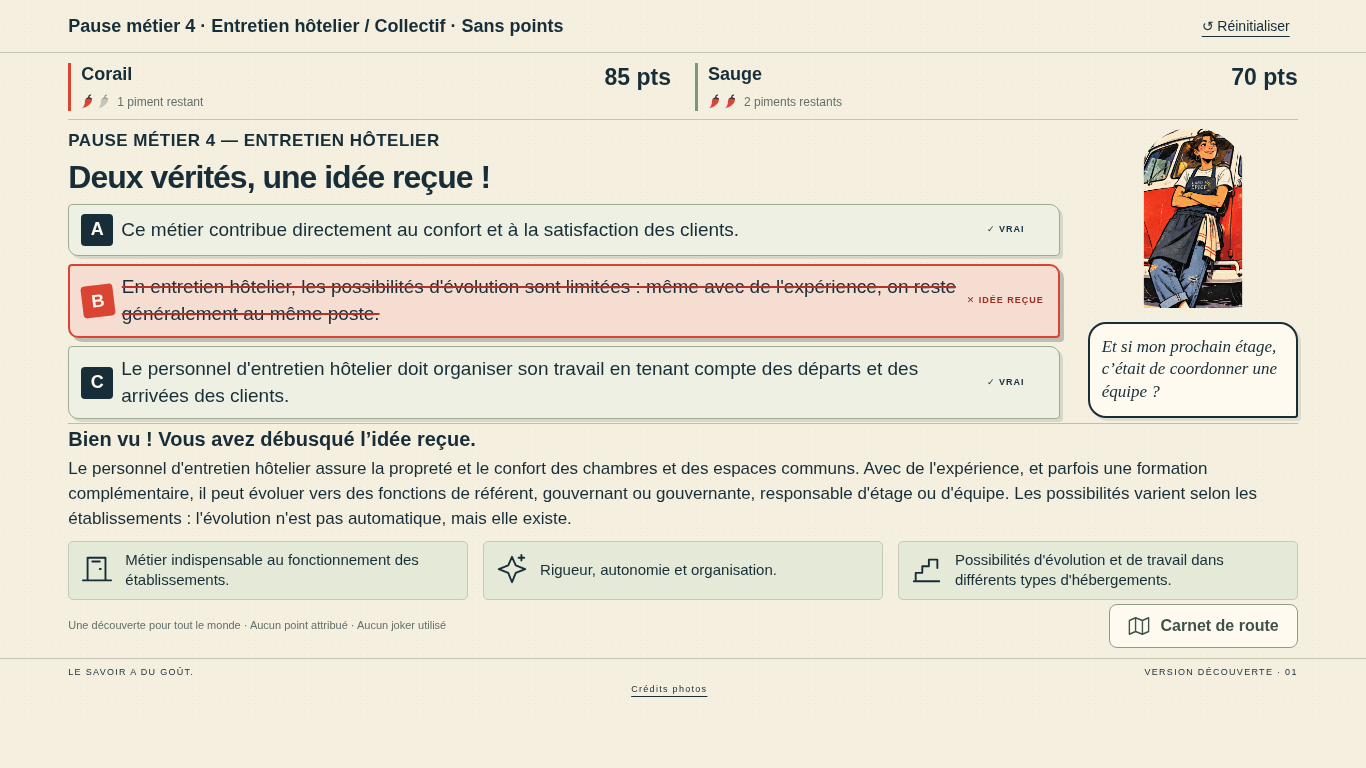 Pause métier 4 · Entretien hôtelier / Collectif · Sans points
↺ Réinitialiser
Corail
85 pts
1 piment restant
Sauge
70 pts
2 piments restants
PAUSE MÉTIER 4 — ENTRETIEN HÔTELIER
Deux vérités, une idée reçue !
A
Ce métier contribue directement au confort et à la satisfaction des clients.
✓ VRAI
B
En entretien hôtelier, les possibilités d'évolution sont limitées : même avec de l'expérience, on reste
généralement au même poste.
✕ IDÉE REÇUE
C
Le personnel d'entretien hôtelier doit organiser son travail en tenant compte des départs et des
arrivées des clients.
✓ VRAI
Et si mon prochain étage,
c’était de coordonner une
équipe ?
Bien vu ! Vous avez débusqué l’idée reçue.
Le personnel d'entretien hôtelier assure la propreté et le confort des chambres et des espaces communs. Avec de l'expérience, et parfois une formation
complémentaire, il peut évoluer vers des fonctions de référent, gouvernant ou gouvernante, responsable d'étage ou d'équipe. Les possibilités varient selon les
établissements : l'évolution n'est pas automatique, mais elle existe.
Métier indispensable au fonctionnement des
établissements.
Rigueur, autonomie et organisation.
Possibilités d'évolution et de travail dans
différents types d'hébergements.
Une découverte pour tout le monde · Aucun point attribué · Aucun joker utilisé
Carnet de route
LE SAVOIR A DU GOÛT.
VERSION DÉCOUVERTE · 01
Crédits photos